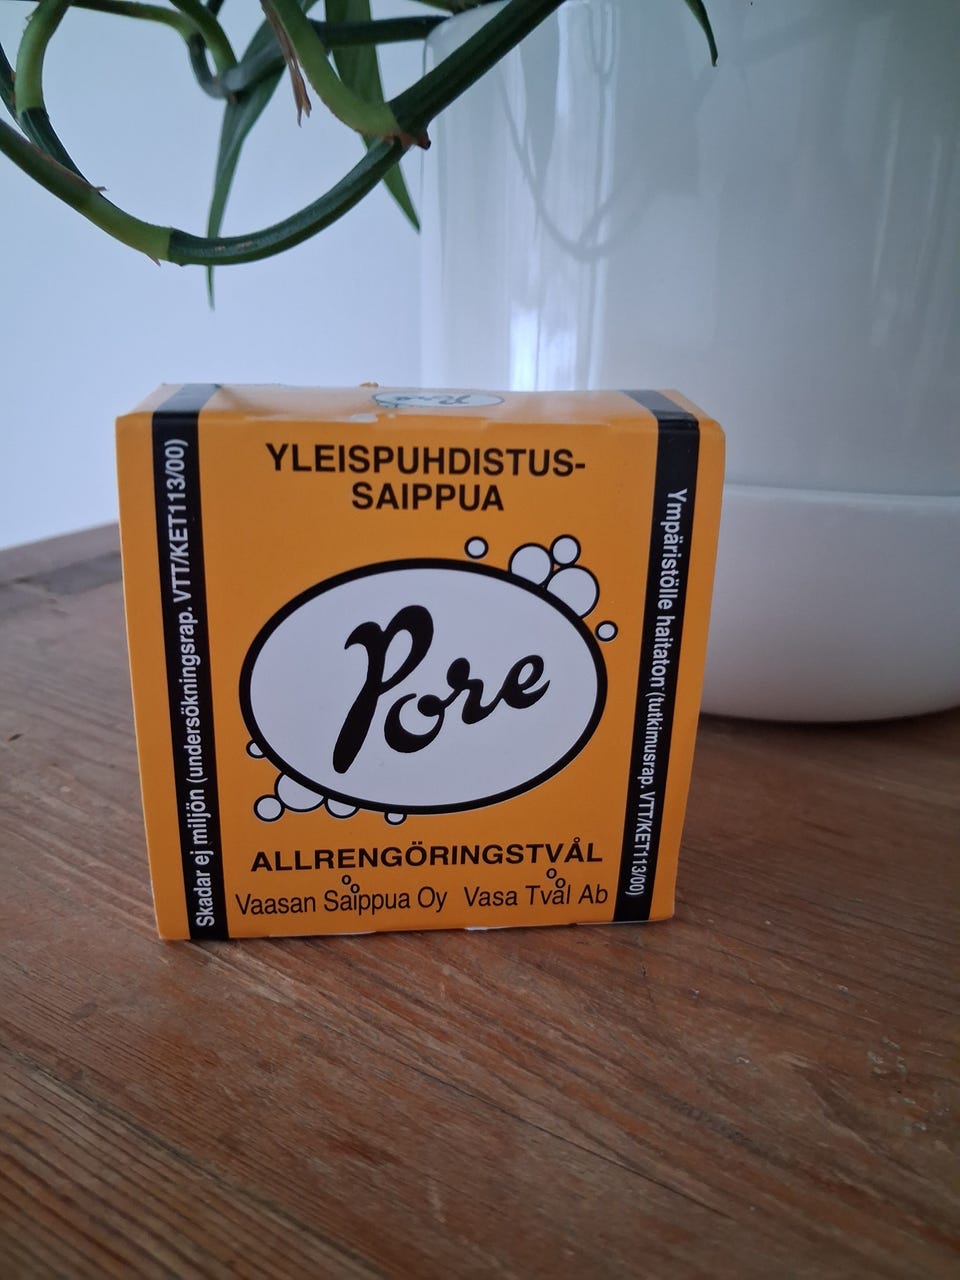 Pore
YLEISPUHDISTUS-
SAIPPUA
Pore
ALLRENGÖRINGSTVÅL
Vaasan Saippua Oy Vasa Tvål Ab
Skadar ej miljön (undersökningsrap. VTT/KET113/00)
Ympäristölle haitaton (tutkimusrap. VTT/KET113/00)